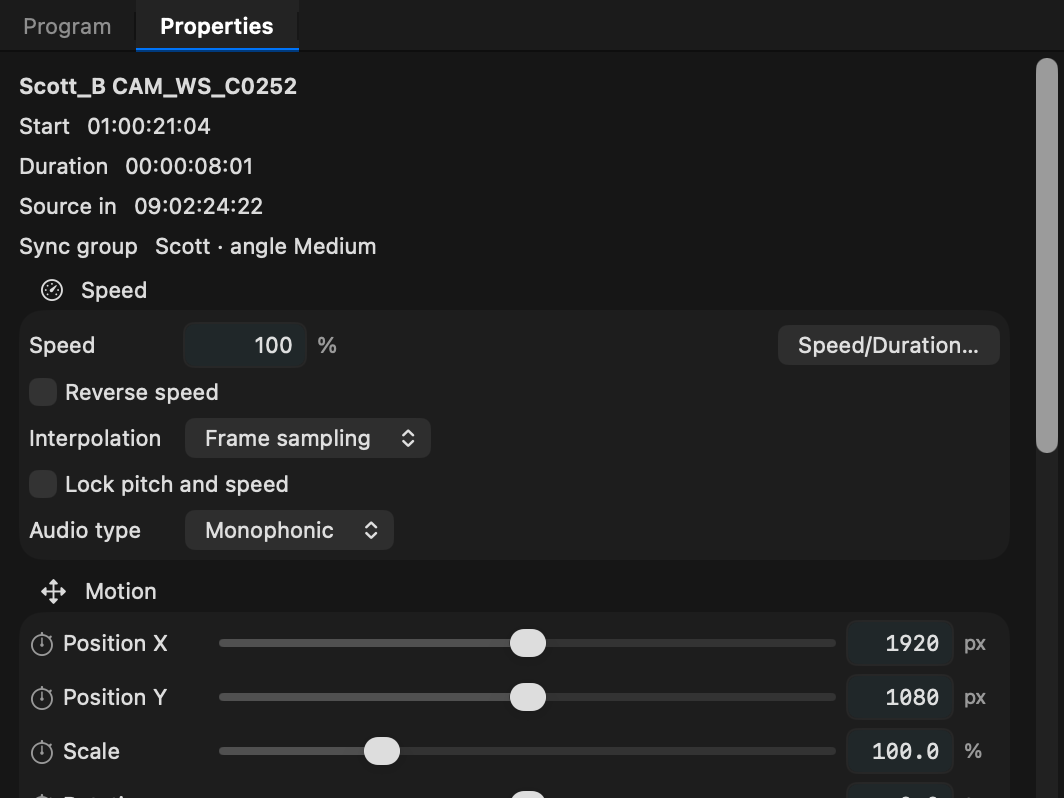 Program Properties
Scott_B CAM_WS_C0252
Start 01:00:21:04
Duration 00:00:08:01
Source in 09:02:24:22
Sync group Scott · angle Medium
Speed
Speed 100 % Speed/Duration...
Reverse speed
Interpolation Frame sampling
Lock pitch and speed
Audio type Monophonic
Motion
Position X 1920 px
Position Y 1080 px
Scale 100.0 %